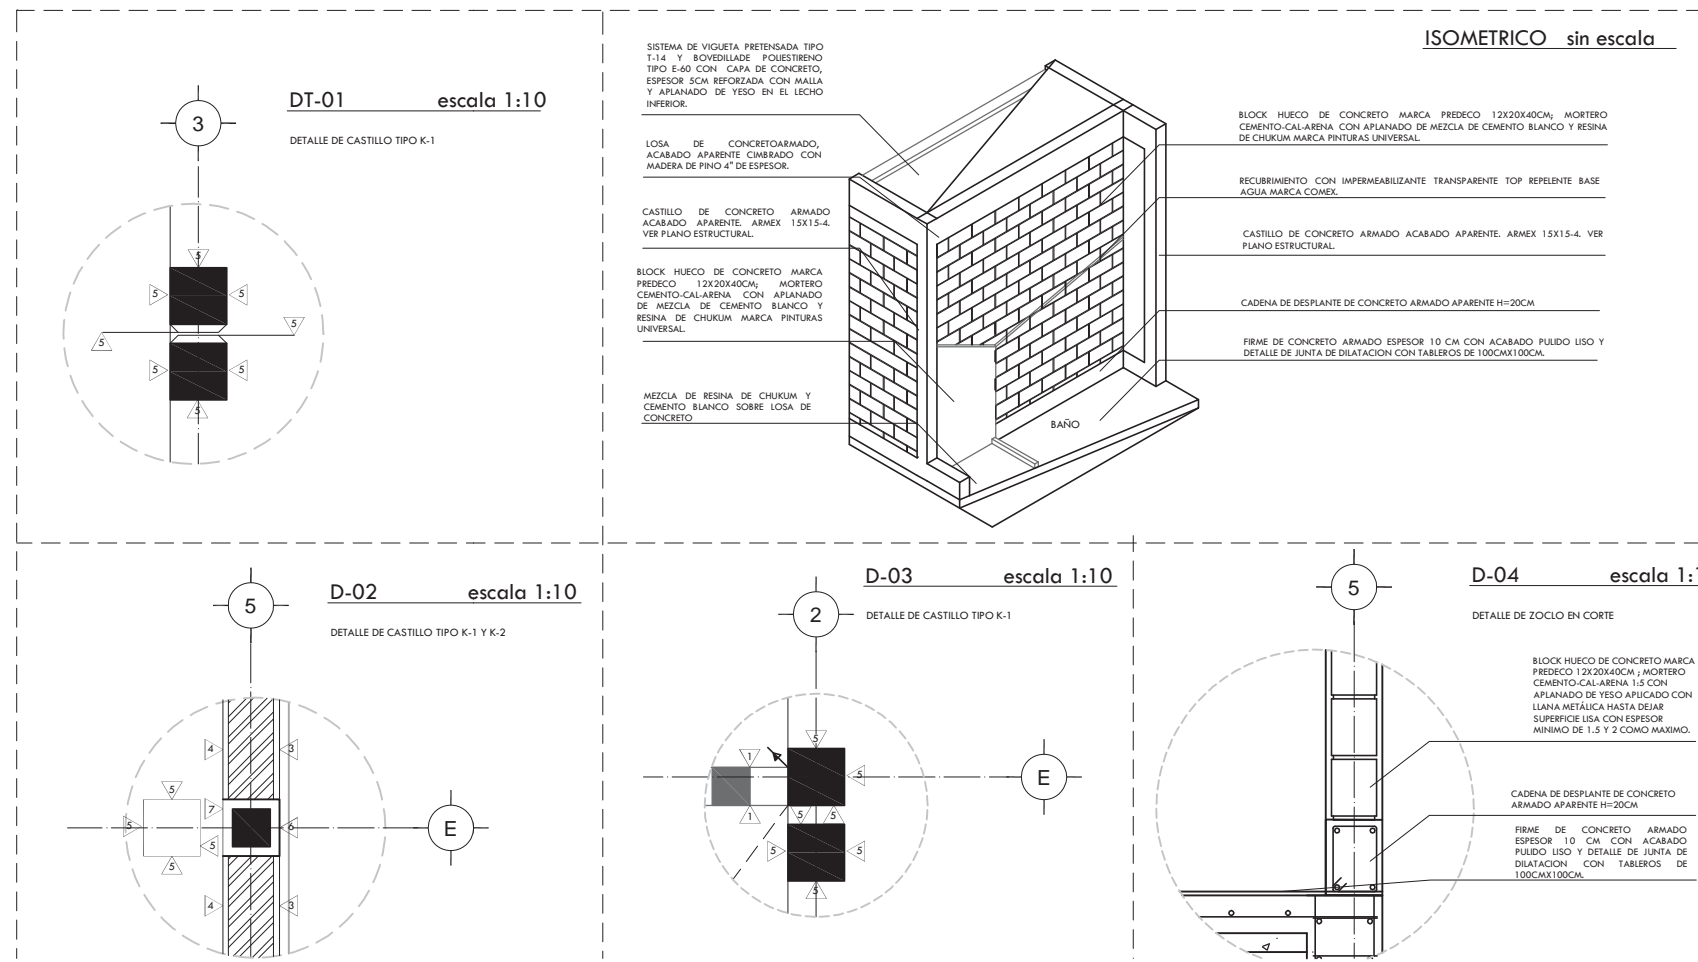 DT-01 escala 1:10
DETALLE DE CASTILLO TIPO K-1
3
5
5
5
5
5
5
5
5
ISOMETRICO sin escala
SISTEMA DE VIGUETA PRETENSADA TIPO
T-14 Y BOVEDILLADE POLIESTIRENO
TIPO E-60 CON CAPA DE CONCRETO,
ESPESOR 5CM REFORZADA CON MALLA
Y APLANADO DE YESO EN EL LECHO
INFERIOR.
LOSA DE CONCRETOARMADO,
ACABADO APARENTE CIMBRADO CON
MADERA DE PINO 4" DE ESPESOR.
CASTILLO DE CONCRETO ARMADO
ACABADO APARENTE. ARMEX 15X15-4.
VER PLANO ESTRUCTURAL.
BLOCK HUECO DE CONCRETO MARCA
PREDECO 12X20X40CM; MORTERO
CEMENTO-CAL-ARENA CON APLANADO
DE MEZCLA DE CEMENTO BLANCO Y
RESINA DE CHUKUM MARCA PINTURAS
UNIVERSAL.
MEZCLA DE RESINA DE CHUKUM Y
CEMENTO BLANCO SOBRE LOSA DE
CONCRETO
BLOCK HUECO DE CONCRETO MARCA PREDECO 12X20X40CM; MORTERO
CEMENTO-CAL-ARENA CON APLANADO DE MEZCLA DE CEMENTO BLANCO Y RESINA
DE CHUKUM MARCA PINTURAS UNIVERSAL.
RECUBRIMIENTO CON IMPERMEABILIZANTE TRANSPARENTE TOP REPELENTE BASE
AGUA MARCA COMEX.
CASTILLO DE CONCRETO ARMADO ACABADO APARENTE. ARMEX 15X15-4. VER
PLANO ESTRUCTURAL.
CADENA DE DESPLANTE DE CONCRETO ARMADO APARENTE H=20CM
FIRME DE CONCRETO ARMADO ESPESOR 10 CM CON ACABADO PULIDO LISO Y
DETALLE DE JUNTA DE DILATACION CON TABLEROS DE 100CMX100CM.
BAÑO
D-02 escala 1:10
DETALLE DE CASTILLO TIPO K-1 Y K-2
5
4
3
5
7
5
6
5
5
4
3
E
D-03 escala 1:10
DETALLE DE CASTILLO TIPO K-1
2
5
1
5
1
5
5
5
5
5
E
D-04 escala 1:1
DETALLE DE ZOCLO EN CORTE
5
BLOCK HUECO DE CONCRETO MARCA
PREDECO 12X20X40CM ; MORTERO
CEMENTO-CAL-ARENA 1:5 CON
APLANADO DE YESO APLICADO CON
LLANA METÁLICA HASTA DEJAR
SUPERFICIE LISA CON ESPESOR
MINIMO DE 1.5 Y 2 COMO MAXIMO.
CADENA DE DESPLANTE DE CONCRETO
ARMADO APARENTE H=20CM
FIRME DE CONCRETO ARMADO
ESPESOR 10 CM CON ACABADO
PULIDO LISO Y DETALLE DE JUNTA DE
DILATACION CON TABLEROS DE
100CMX100CM.